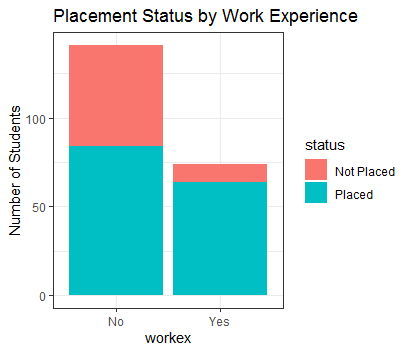 Placement Status by Work Experience
Number of Students
100
50
0
No
Yes
workex
status
Not Placed
Placed